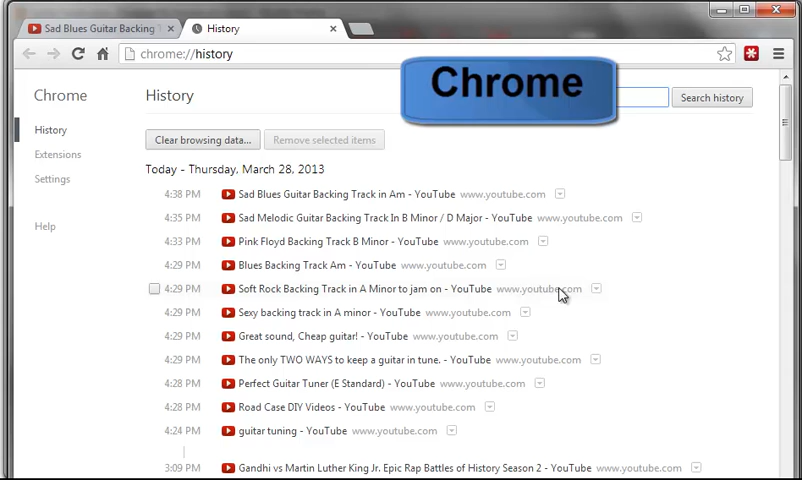 Sad Blues Guitar Backing T
History
chrome://history
Chrome
Chrome
History
Search history
History
Extensions
Settings
Help
Clear browsing data...
Remove selected items
Today - Thursday, March 28, 2013
4:38 PM Sad Blues Guitar Backing Track in Am - YouTube www.youtube.com
4:35 PM Sad Melodic Guitar Backing Track In B Minor / D Major - YouTube www.youtube.com
4:33 PM Pink Floyd Backing Track B Minor - YouTube www.youtube.com
4:29 PM Blues Backing Track Am - YouTube www.youtube.com
4:29 PM Soft Rock Backing Track in A Minor to jam on - YouTube www.youtube.com
4:29 PM Sexy backing track in A minor - YouTube www.youtube.com
4:29 PM Great sound, Cheap guitar! - YouTube www.youtube.com
4:29 PM The only TWO WAYS to keep a guitar in tune. - YouTube www.youtube.com
4:28 PM Perfect Guitar Tuner (E Standard) - YouTube www.youtube.com
4:28 PM Road Case DIY Videos - YouTube www.youtube.com
4:24 PM guitar tuning - YouTube www.youtube.com
3:09 PM Gandhi vs Martin Luther King Jr. Epic Rap Battles of History Season 2 - YouTube www.youtube.com